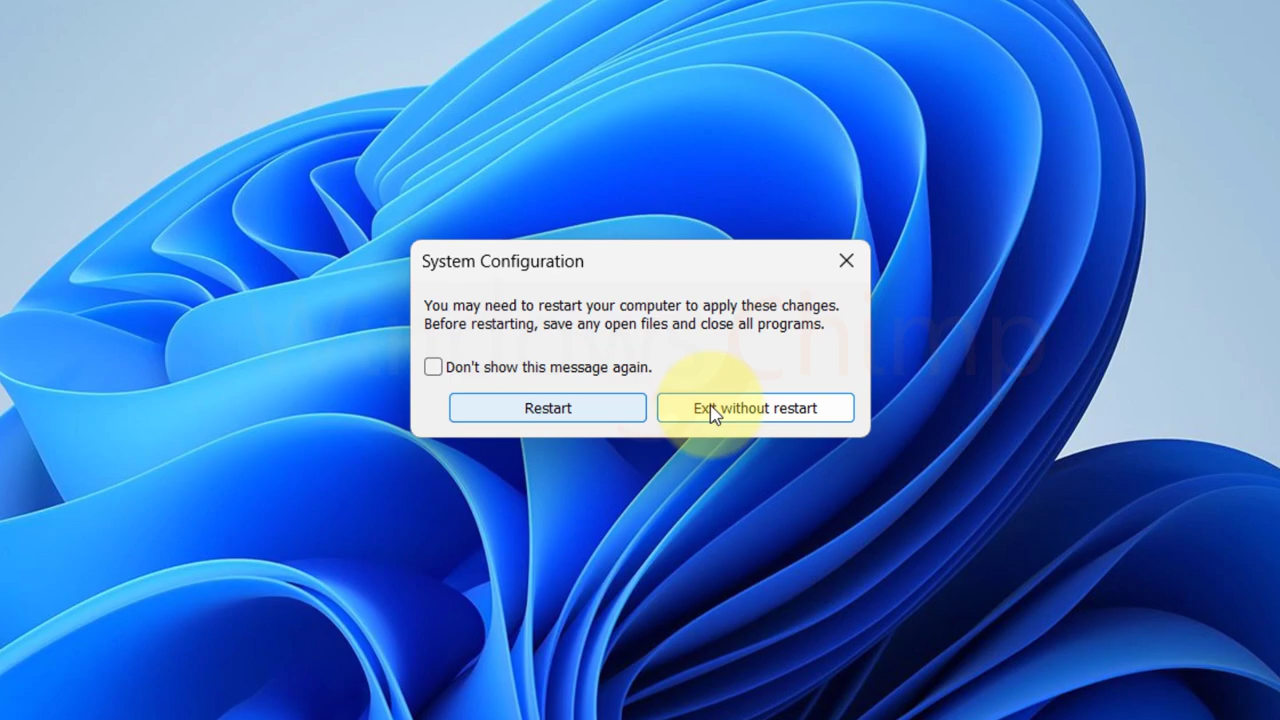 System Configuration
You may need to restart your computer to apply these changes.
Before restarting, save any open files and close all programs.
Don't show this message again.
Restart
Exit without restart